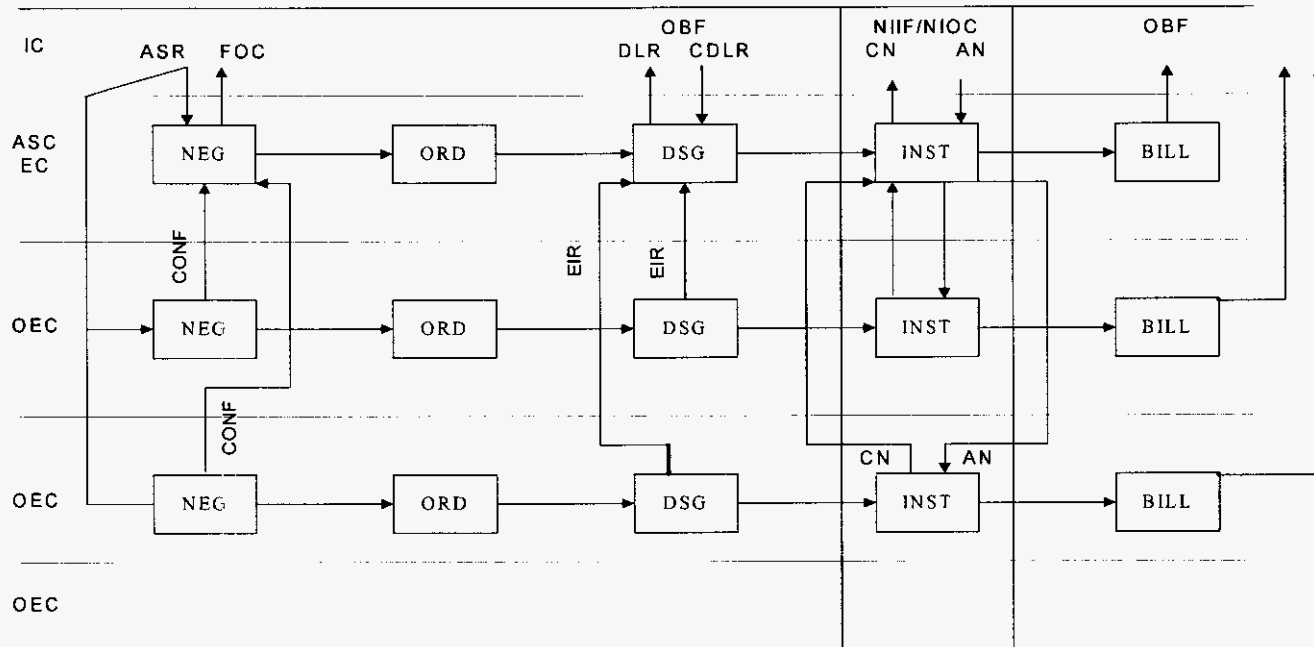 OBF NIIF/NIOC OBF
IC ASR FOC DLR CDLR CN AN
ASC
EC NEG ORD DSG INST BILL
CONF EIR EIR
OEC NEG ORD DSG INST BILL
CONF
CN AN
OEC NEG ORD DSG INST BILL
OEC